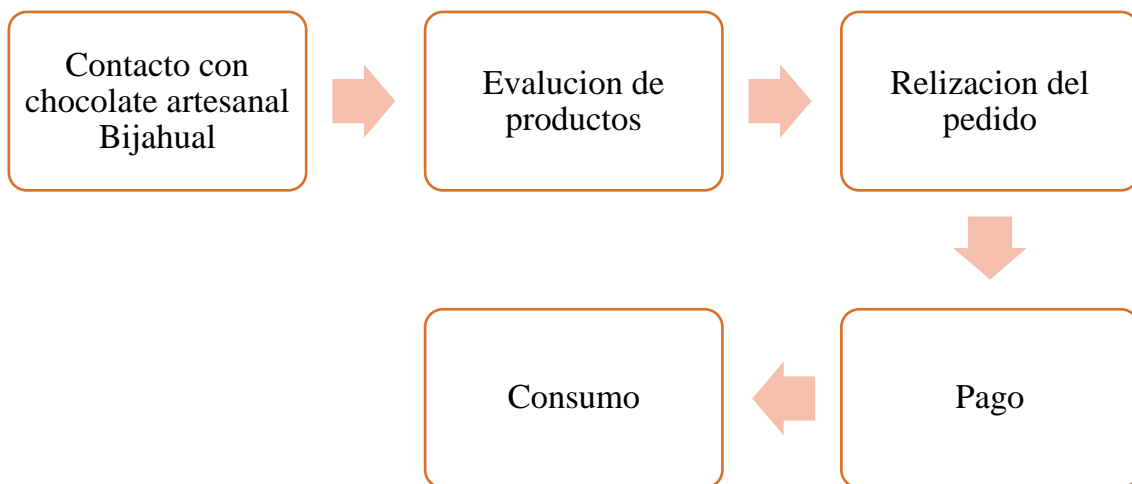 Contacto con
chocolate artesanal
Bijahual
Evalucion de
productos
Relizacion del
pedido
Pago
Consumo